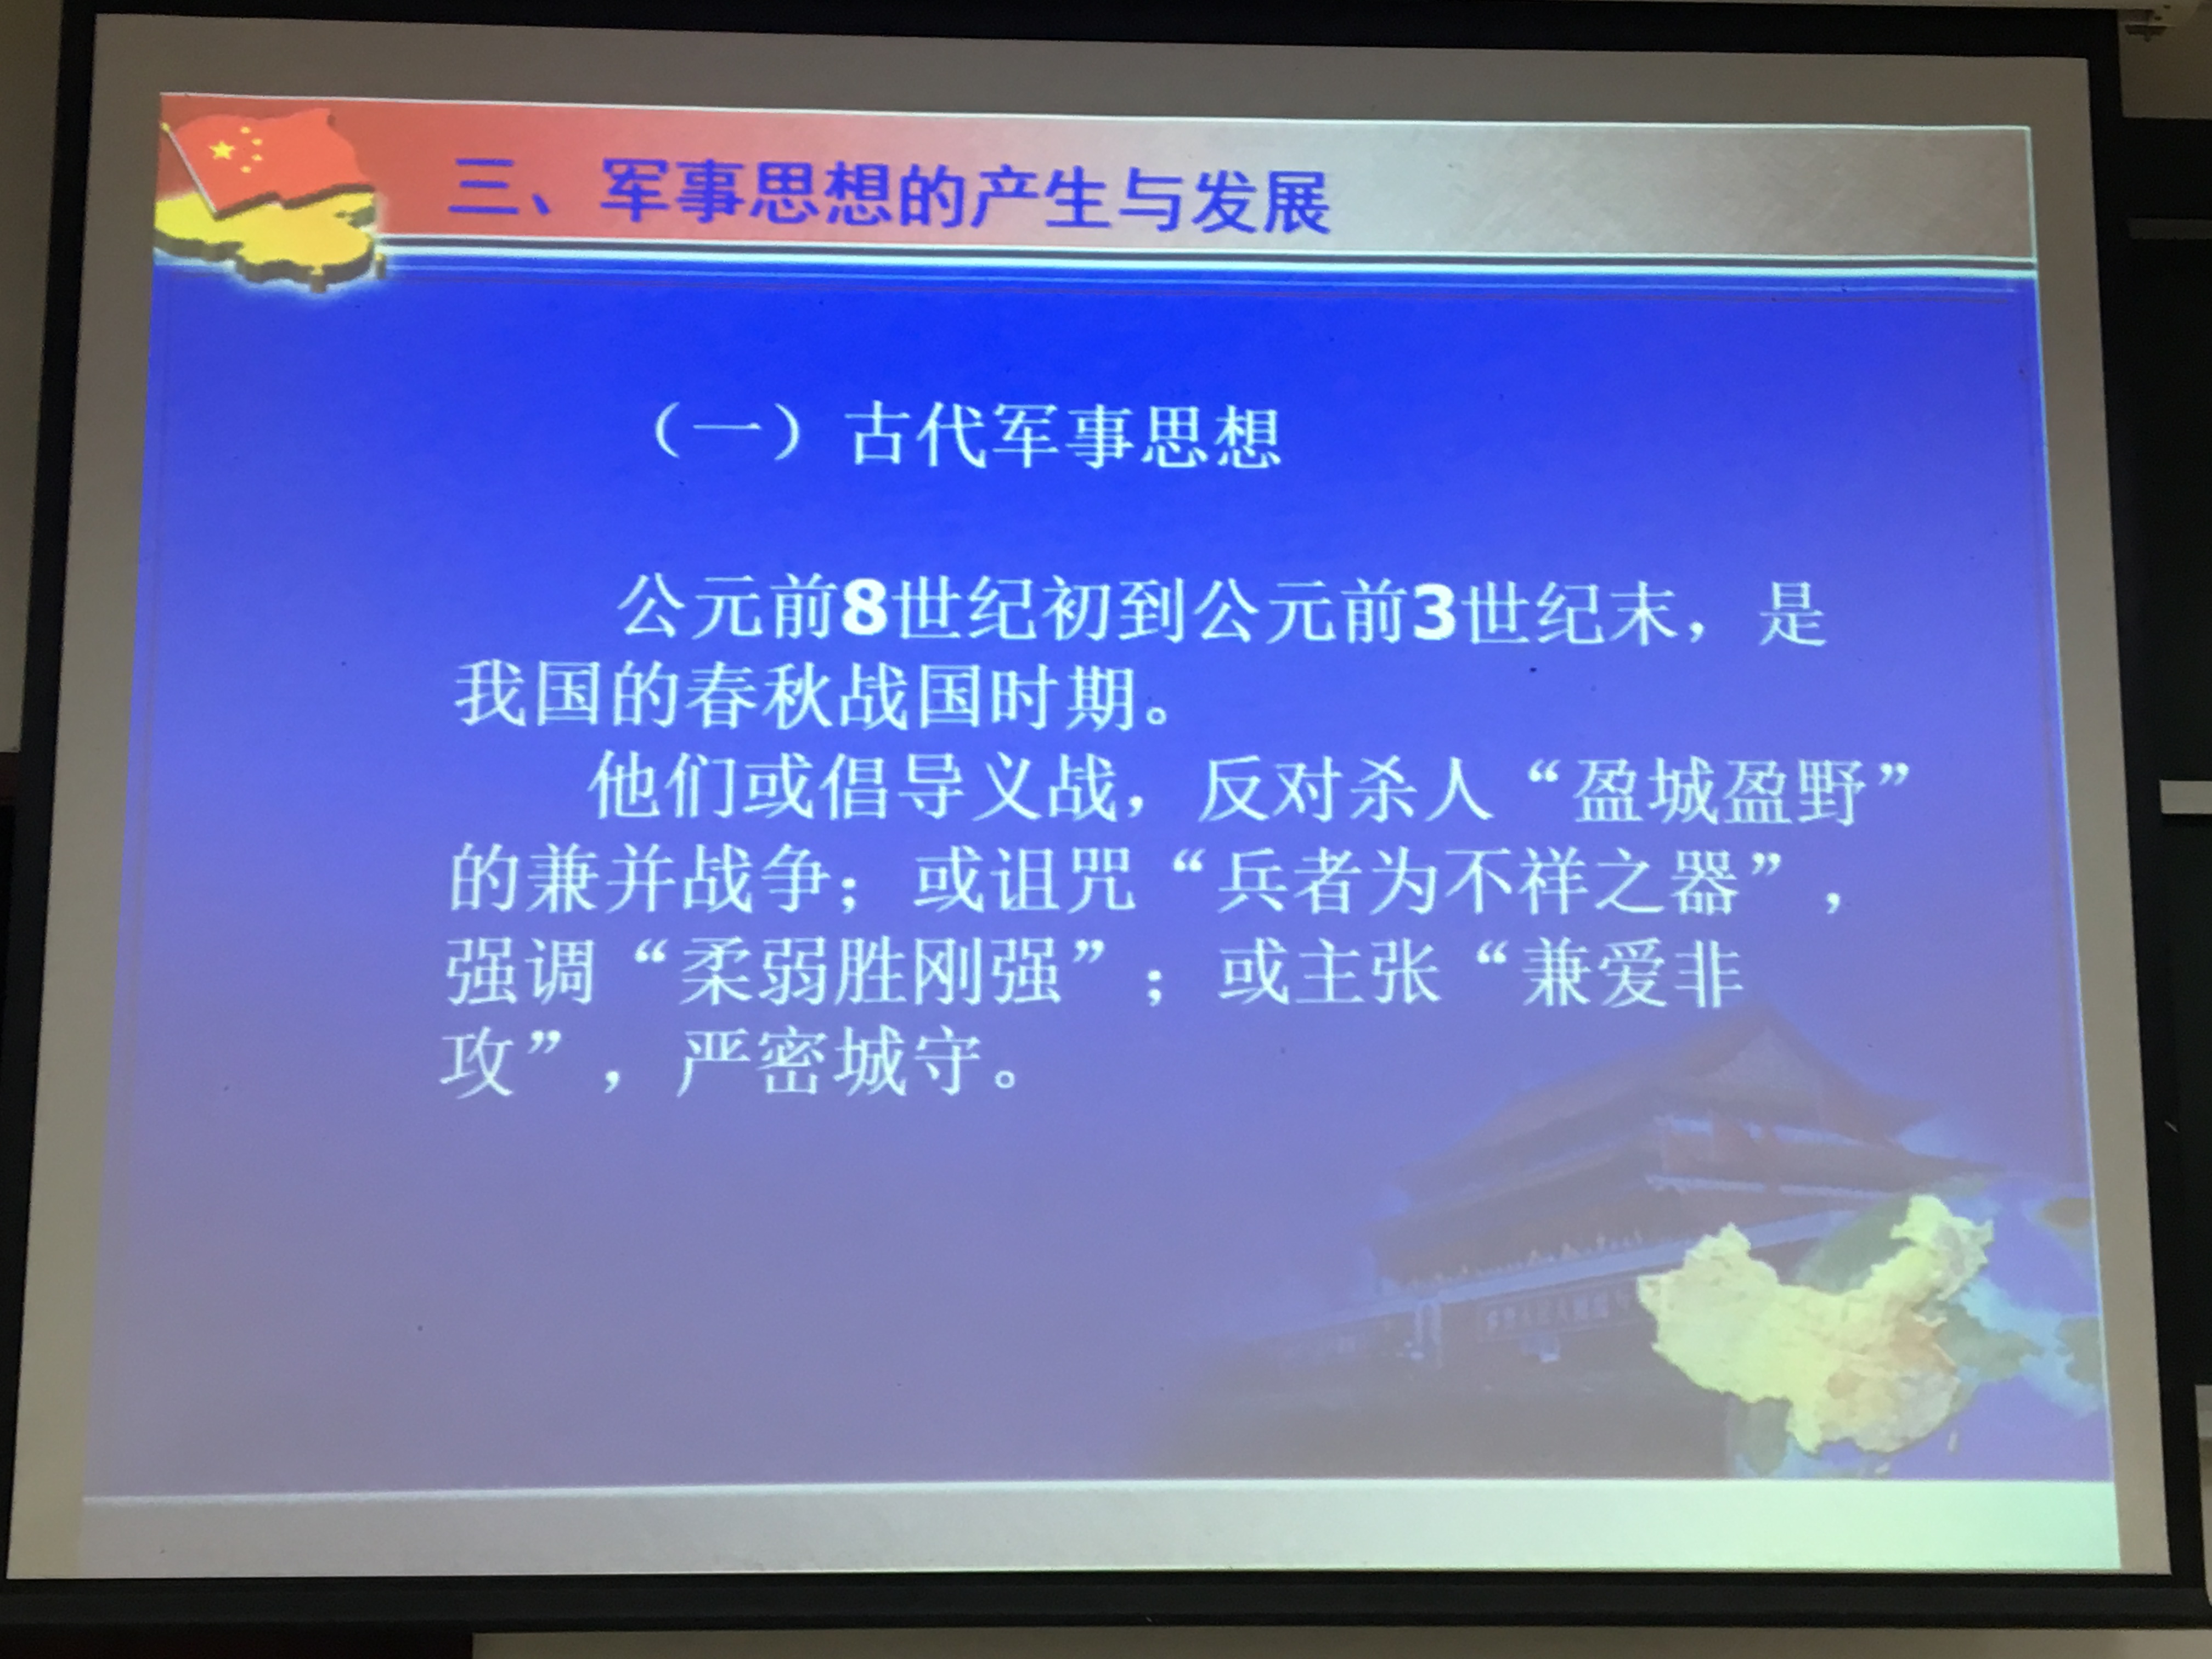 三、军事思想的产生与发展
（一）古代军事思想
公元前8世纪初到公元前3世纪末，是
我国的春秋战国时期。
他们或倡导义战，反对杀人“盈城盈野”
的兼并战争；或诅咒“兵者为不祥之器”，
强调“柔弱胜刚强”；或主张“兼爱非
攻”，严密城守。